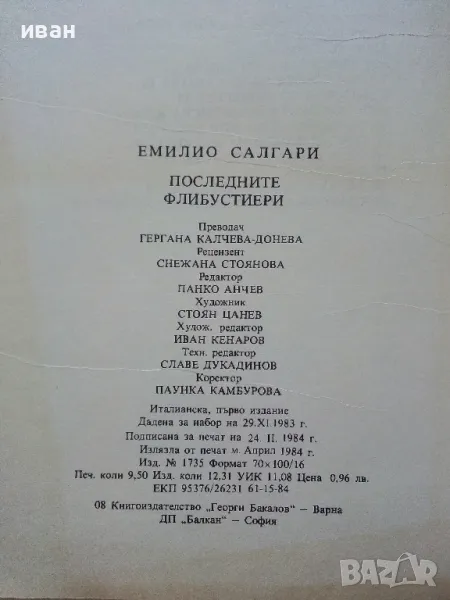 иван
ЕМИЛИО САЛГАРИ
ПОСЛЕДНИТЕ
ФЛИБУСТИЕРИ
Преводач
ГЕРГАНА КАЛЧЕВА-ДОНЕВА
Рецензент
СНЕЖАНА СТОЯНОВА
Редактор
ПАНКО АНЧЕВ
Художник
СТОЯН ЦАНЕВ
Худож. редактор
ИВАН КЕНАРОВ
Техн. редактор
СЛАВЕ ДУКАДИНОВ
Коректор
ПАУНКА КАМБУРОВА
Италианска, първо издание
Дадена за набор на 29.XI.1983 г.
Подписана за печат на 24. II. 1984 г.
Излязла от печат м. Април 1984 г.
Изд. № 1735 Формат 70×100/16
Печ. коли 9,50 Изд. коли 12,31 УИК 11,08 Цена 0,96 лв.
ЕКП 95376/26231 61-15-84
08 Книгоиздателство „Георги Бакалов" — Варна
ДП „Балкан" — София
BAZAR
bg